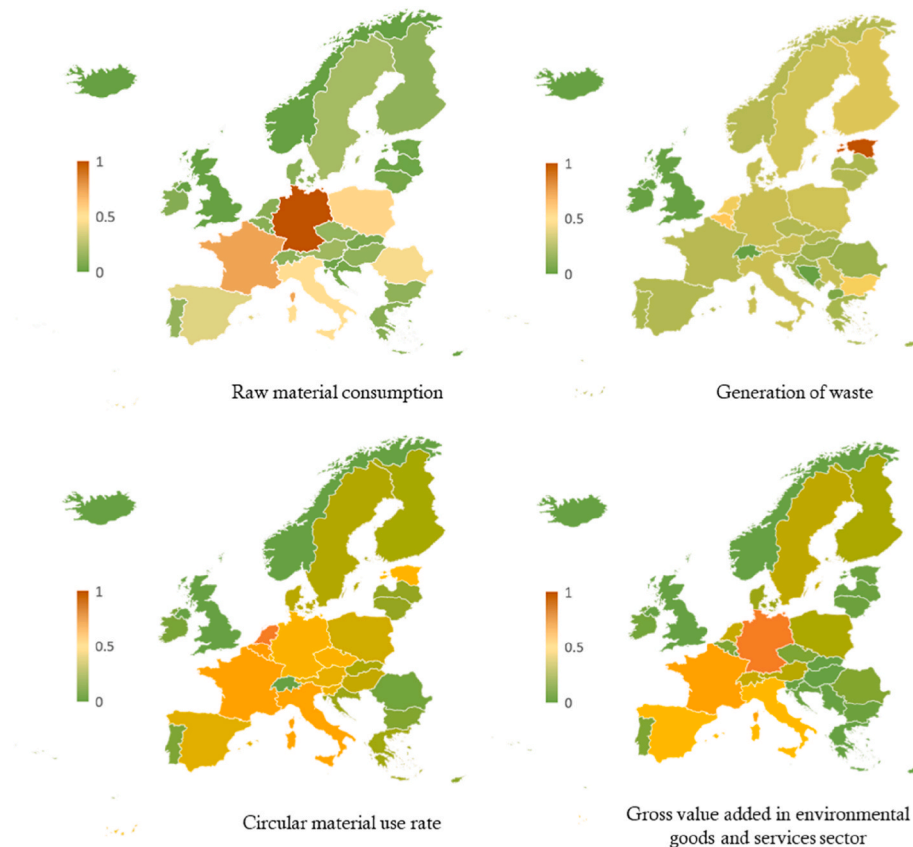 1
0.5
0
Raw material consumption
1
0.5
0
Generation of waste
1
0.5
0
Circular material use rate
1
0.5
0
Gross value added in environmental
goods and services sector